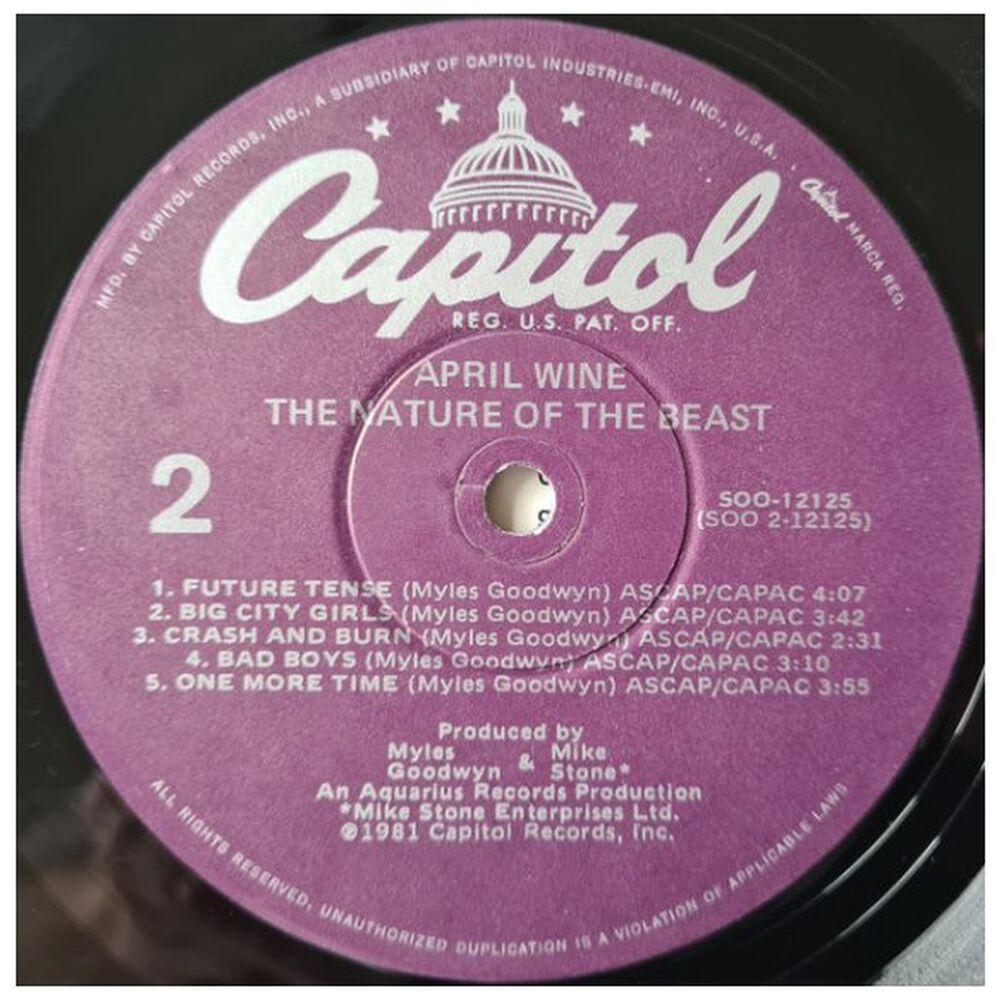 MFD. BY CAPITOL RECORDS, INC., A SUBSIDIARY OF CAPITOL INDUSTRIES-EMI, INC., U.S.A. . Capitol MARCA REG.
Capitol
REG. U.S. PAT. OFF.
APRIL WINE
THE NATURE OF THE BEAST
2
SOO-12125
(SOO 2-12125)
1. FUTURE TENSE (Myles Goodwyn) ASCAP/CAPAC 4:07
2. BIG CITY GIRLS (Myles Goodwyn) ASCAP/CAPAC 3:42
3. CRASH AND BURN (Myles Goodwyn) ASCAP/CAPAC 2:31
4. BAD BOYS (Myles Goodwyn) ASCAP/CAPAC 3:10
5. ONE MORE TIME (Myles Goodwyn) ASCAP/CAPAC 3:55
Produced by
Myles Goodwyn & Mike Stone*
An Aquarius Records Production
*Mike Stone Enterprises Ltd.
℗1981 Capitol Records, Inc.
ALL RIGHTS RESERVED, UNAUTHORIZED DUPLICATION IS A VIOLATION OF APPLICABLE LAWS